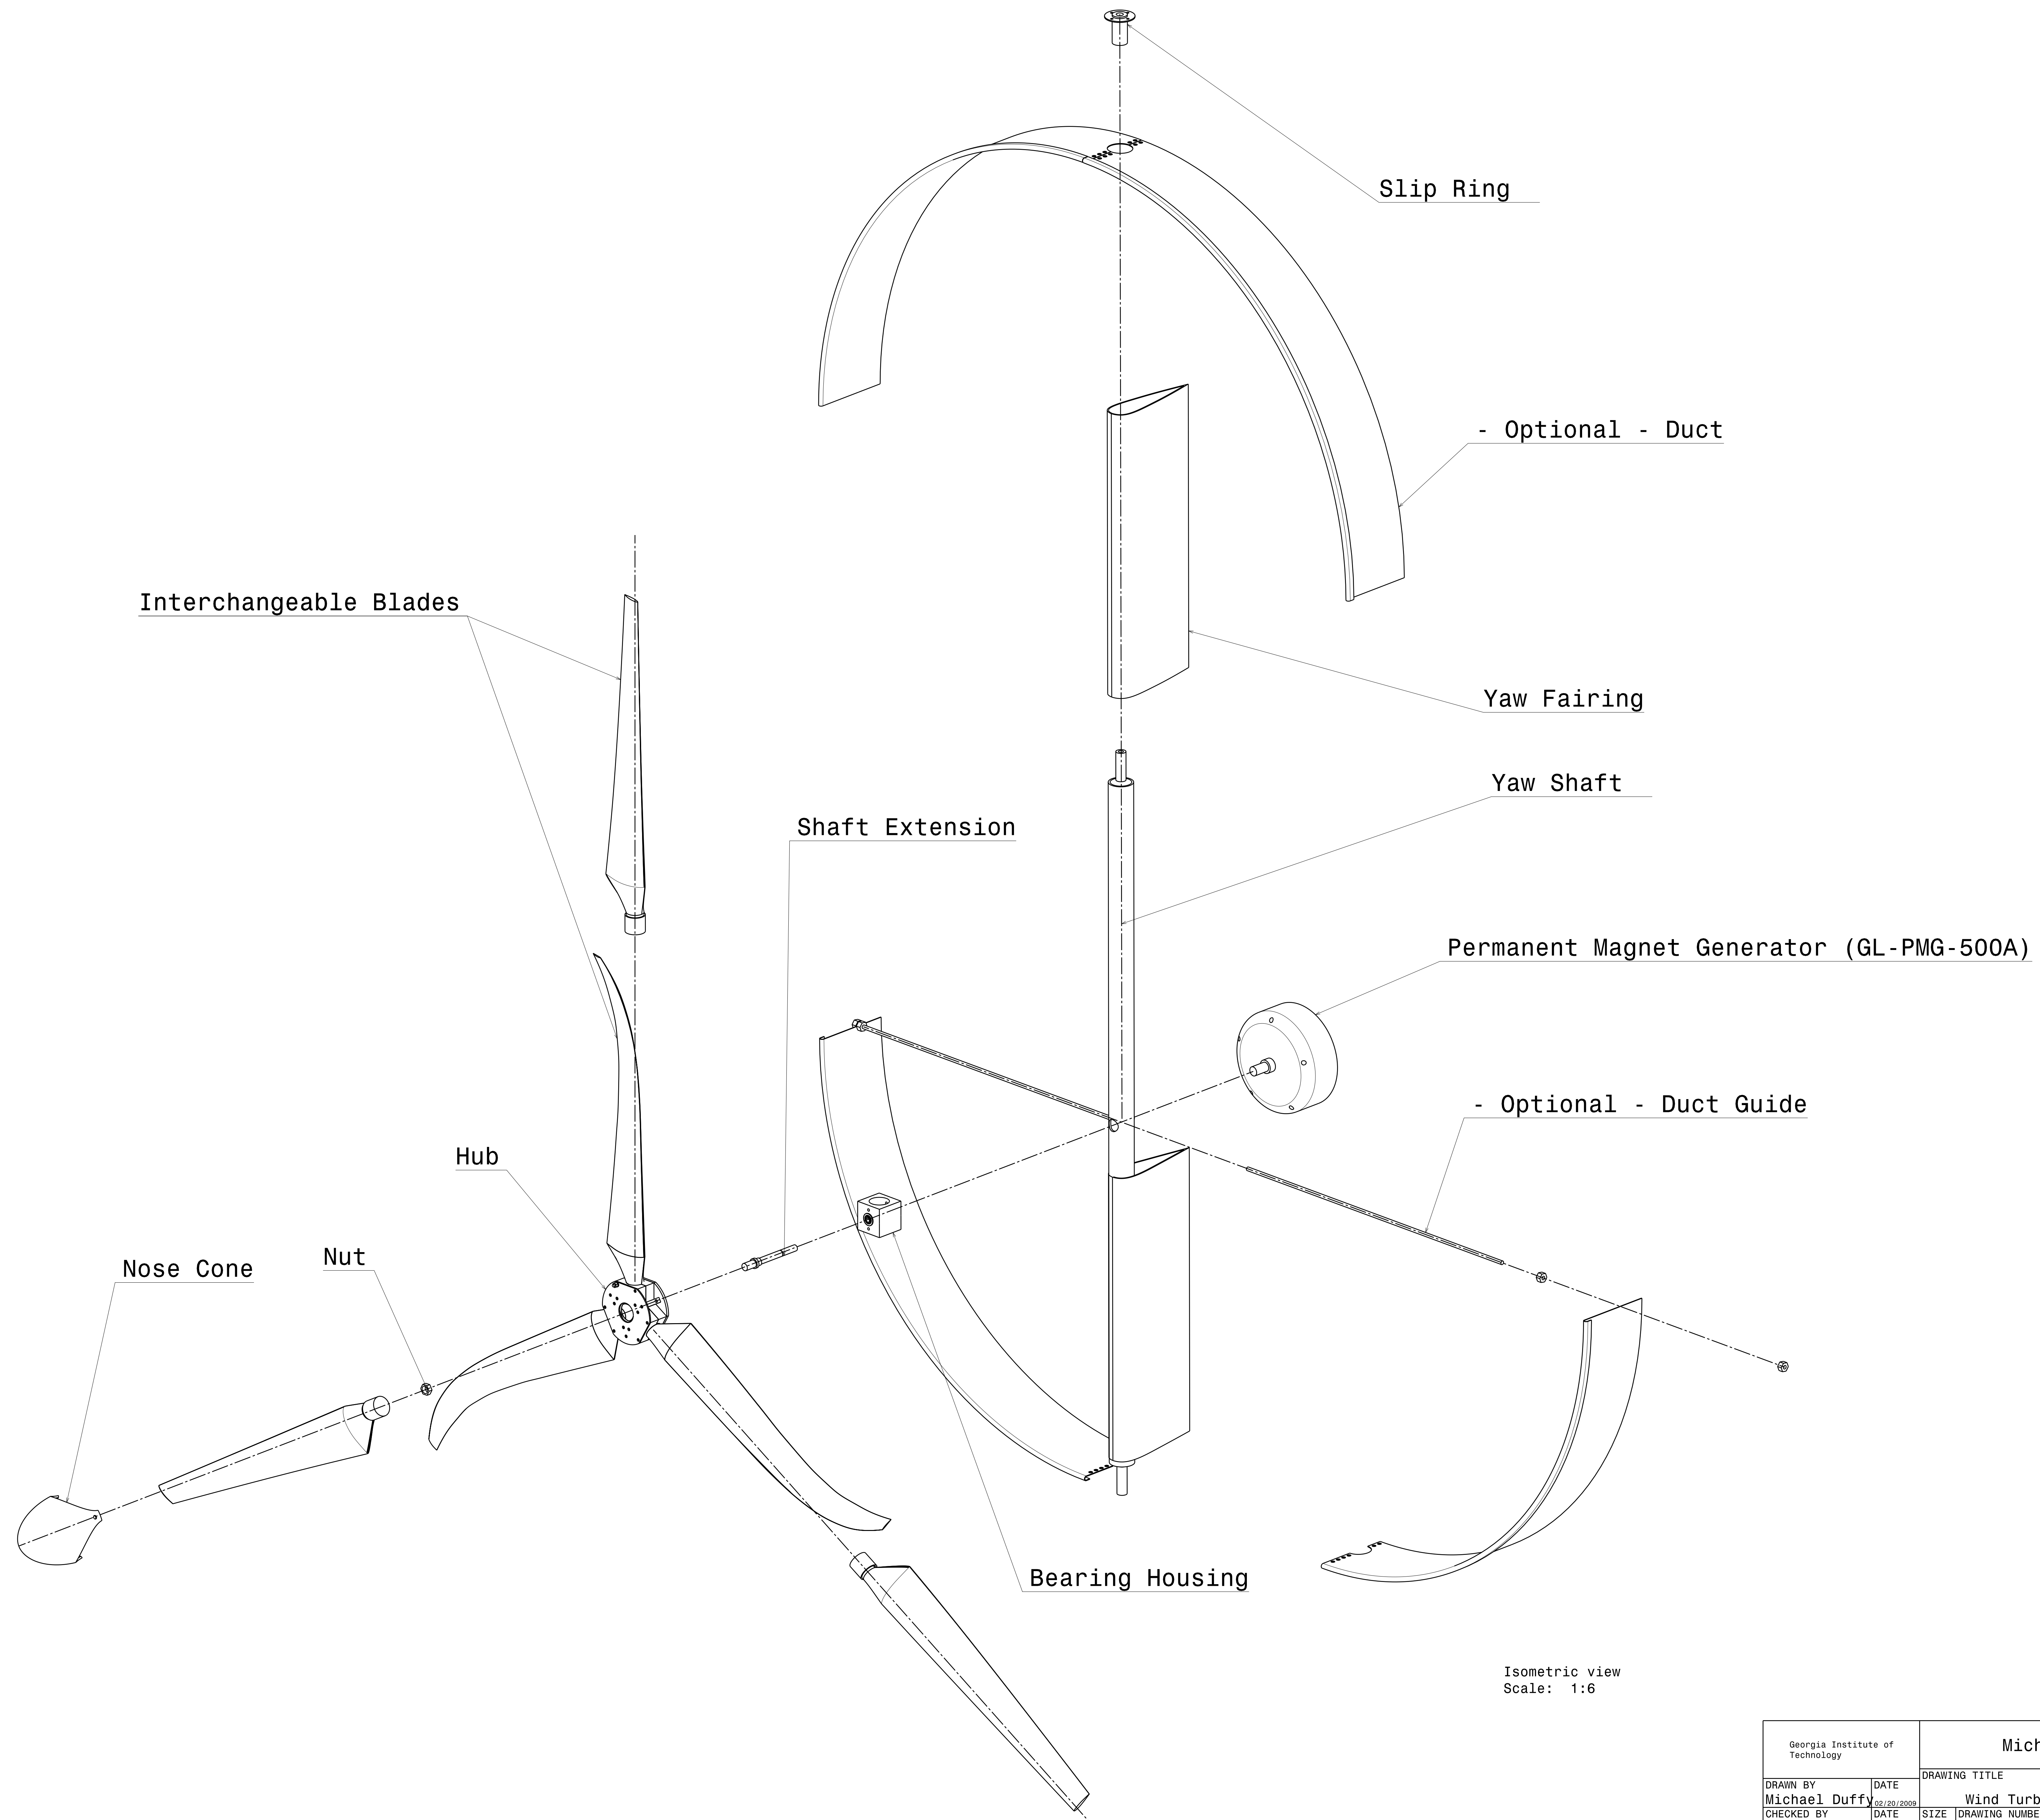 Slip Ring
- Optional - Duct
Interchangeable Blades
Yaw Fairing
Yaw Shaft
Shaft Extension
Permanent Magnet Generator (GL-PMG-500A)
- Optional - Duct Guide
Hub
Nut
Nose Cone
Bearing Housing
Isometric view
Scale: 1:6
Georgia Institute of
Technology
Mich
DRAWING TITLE
DRAWN BY
DATE
Michael Duffy
02/20/2009
Wind Turb
CHECKED BY
DATE
SIZE
DRAWING NUMBE